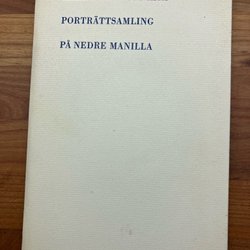 PORTRÄTTSAMLING
PÅ NEDRE MANILLA